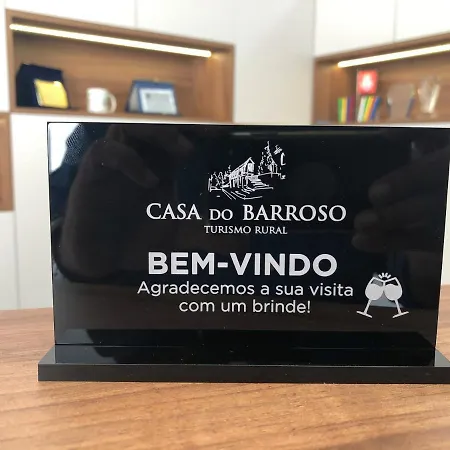 CASA DO BARROSO
TURISMO RURAL
BEM-VINDO
Agradecemos a sua visita
com um brinde!